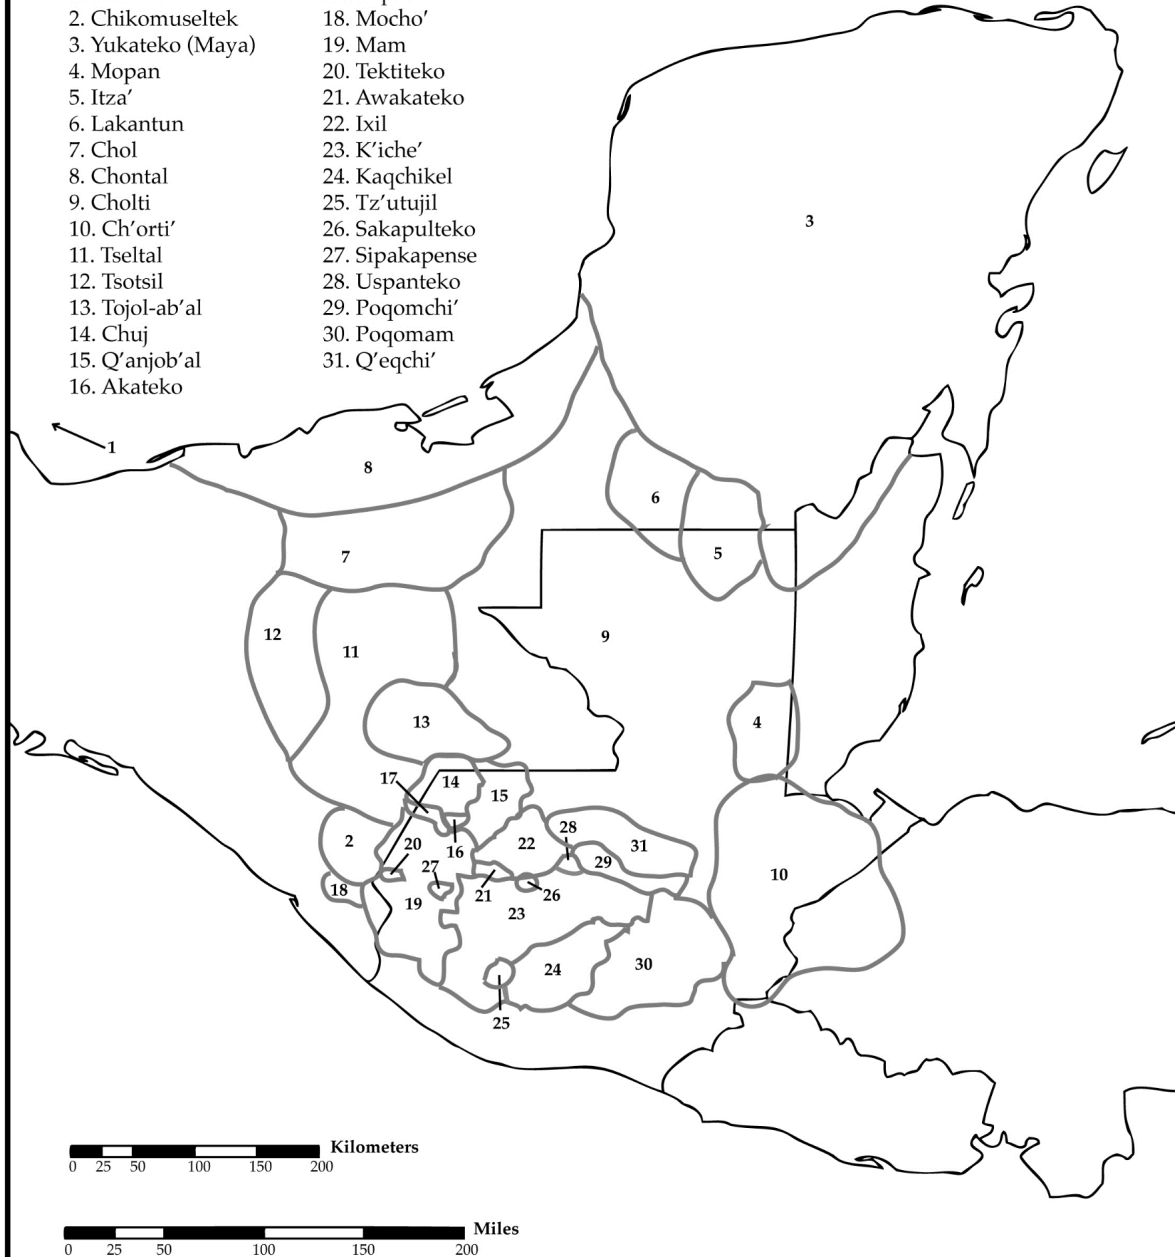 2. Chikomuseltek
3. Yukateko (Maya)
4. Mopan
5. Itza’
6. Lakantun
7. Chol
8. Chontal
9. Cholti
10. Ch’orti’
11. Tseltal
12. Tsotsil
13. Tojol-ab’al
14. Chuj
15. Q’anjob’al
16. Akateko
18. Mocho’
19. Mam
20. Tektiteko
21. Awakateko
22. Ixil
23. K’iche’
24. Kaqchikel
25. Tz’utujil
26. Sakapulteko
27. Sipakapense
28. Uspanteko
29. Poqomchi’
30. Poqomam
31. Q’eqchi’
3
1
8
6
7
5
12
11
9
13
4
17
14
15
2
20
16
22
28
31
29
27
18
19
21
26
23
10
24
30
25
Kilometers
0 25 50 100 150 200
Miles
0 25 50 100 150 200